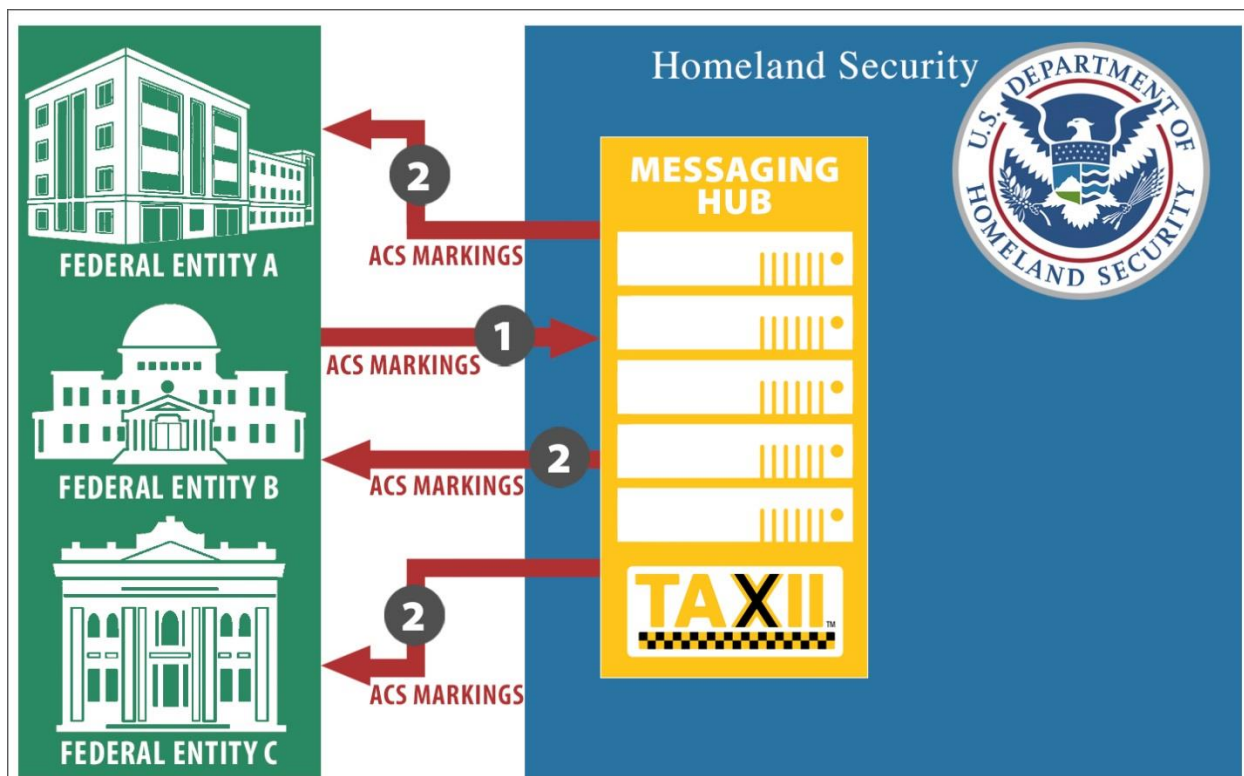 Homeland Security
U.S. DEPARTMENT OF
HOMELAND SECURITY
MESSAGING
HUB
2
ACS MARKINGS
FEDERAL ENTITY A
1
ACS MARKINGS
2
ACS MARKINGS
FEDERAL ENTITY B
2
ACS MARKINGS
TAXII™
FEDERAL ENTITY C